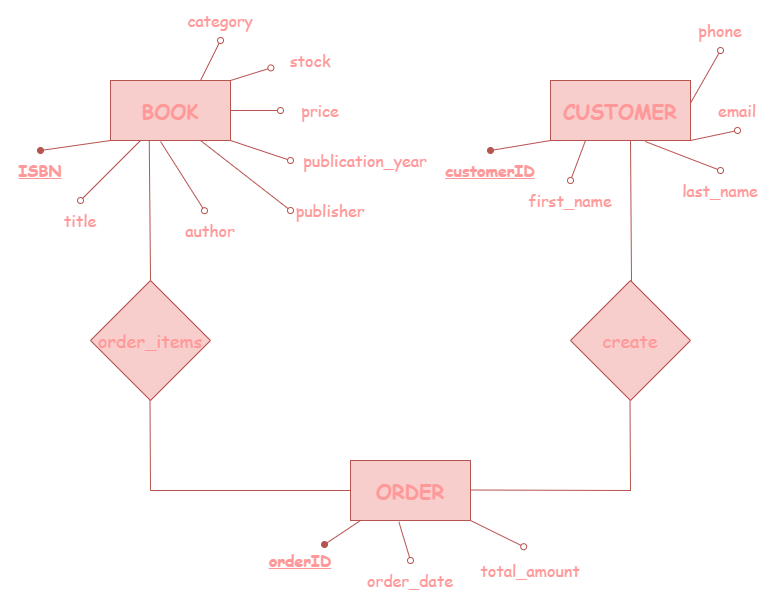 category
phone
stock
BOOK
price
CUSTOMER
email
publication_year
ISBN
customerID
last_name
first_name
title
author
publisher
order_items
create
ORDER
orderID
order_date
total_amount